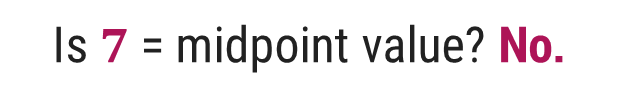 Is 7 = midpoint value? No.